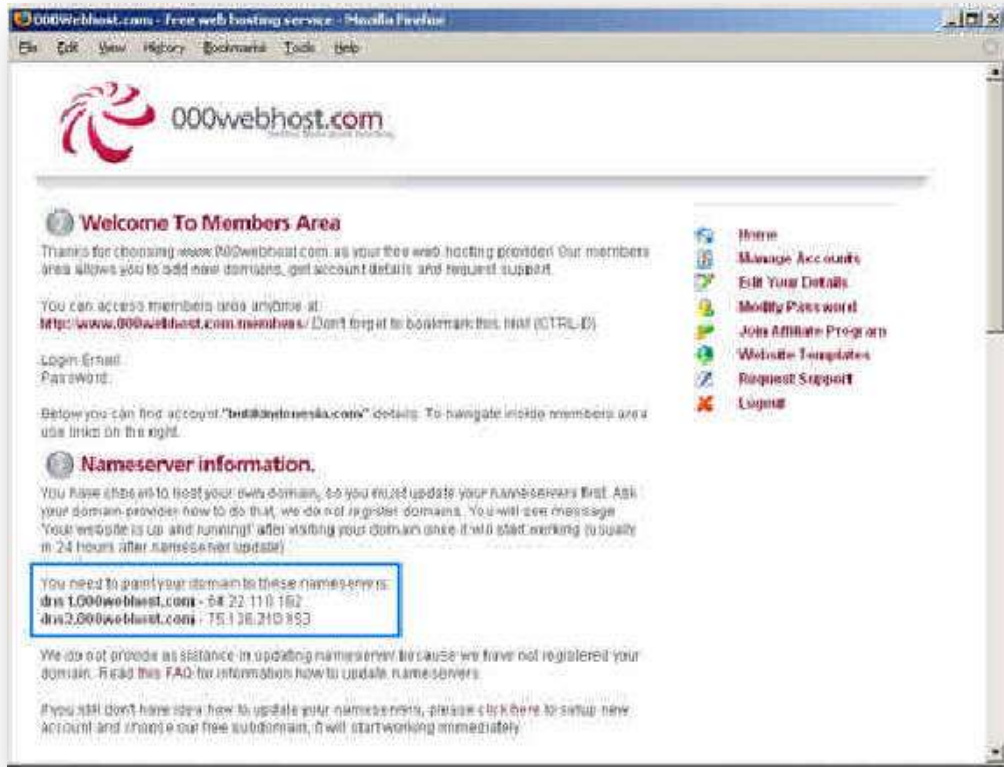 000Webhost.com - Free web hosting service - Mozilla Firefox
File Edit View History Bookmarks Tools Help
000webhost.com
Welcome To Members Area
Thanks for choosing www.000webhost.com as your free web hosting provider! Our members
area allows you to add new domains, get account details and request support.
You can access members area anytime at:
http://www.000webhost.com/members/ Don't forget to bookmark this link! (CTRL-D)
Login Email:
Password:
Below you can find account details. To navigate inside members area
use links on the right.
Nameserver information.
You have chosen to host your own domain, so you must update your nameservers first. Ask
your domain provider how to do that, we do not register domains. You will see message
'Your website is up and running!' after visiting your domain once it will start working (usually
in 24 hours after nameserver update)
You need to point your domain to these nameservers:
dns1.000webhost.com -
dns2.000webhost.com -
We do not provide assistance in updating nameserver because we have not registered your
domain. Read this FAQ for information how to update nameservers.
If you still don't have idea how to update your nameservers, please click here to setup new
account and choose our free subdomain, it will start working immediately.
Home
Manage Accounts
Edit Your Details
Modify Password
Join Affiliate Program
Website Templates
Request Support
Logout